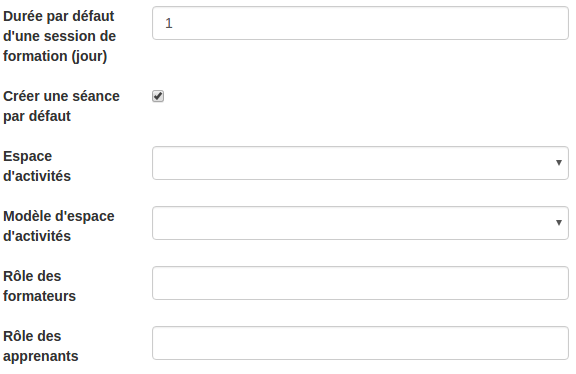 Durée par défaut
d'une session de
formation (jour)
1
Créer une séance
par défaut
Espace
d'activités
Modèle d'espace
d'activités
Rôle des
formateurs
Rôle des
apprenants